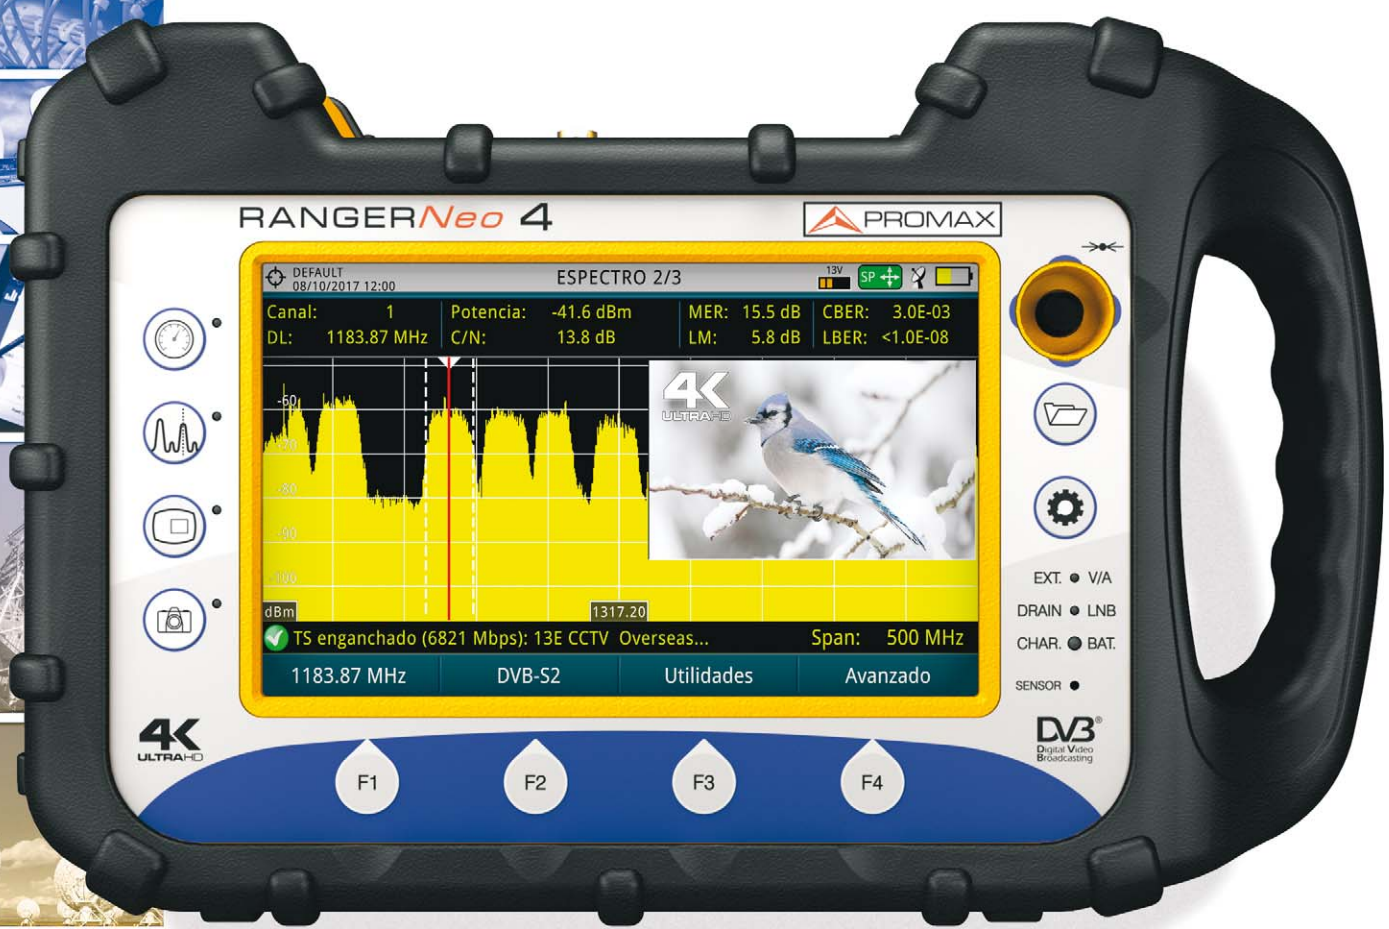 RANGERNeo 4
PROMAX
DEFAULT
08/10/2017 12:00
ESPECTRO 2/3
13V
SP
Canal: 1
DL: 1183.87 MHz
Potencia: -41.6 dBm
C/N: 13.8 dB
MER: 15.5 dB
LM: 5.8 dB
CBER: 3.0E-03
LBER: <1.0E-08
-60
-70
-80
-90
-100
dBm
1317.20
4K
ULTRAHD
TS enganchado (6821 Mbps): 13E CCTV Overseas...
Span: 500 MHz
1183.87 MHz
DVB-S2
Utilidades
Avanzado
EXT. V/A
DRAIN LNB
CHAR. BAT.
SENSOR
4K
ULTRAHD
DVB®
Digital Video
Broadcasting
F1
F2
F3
F4